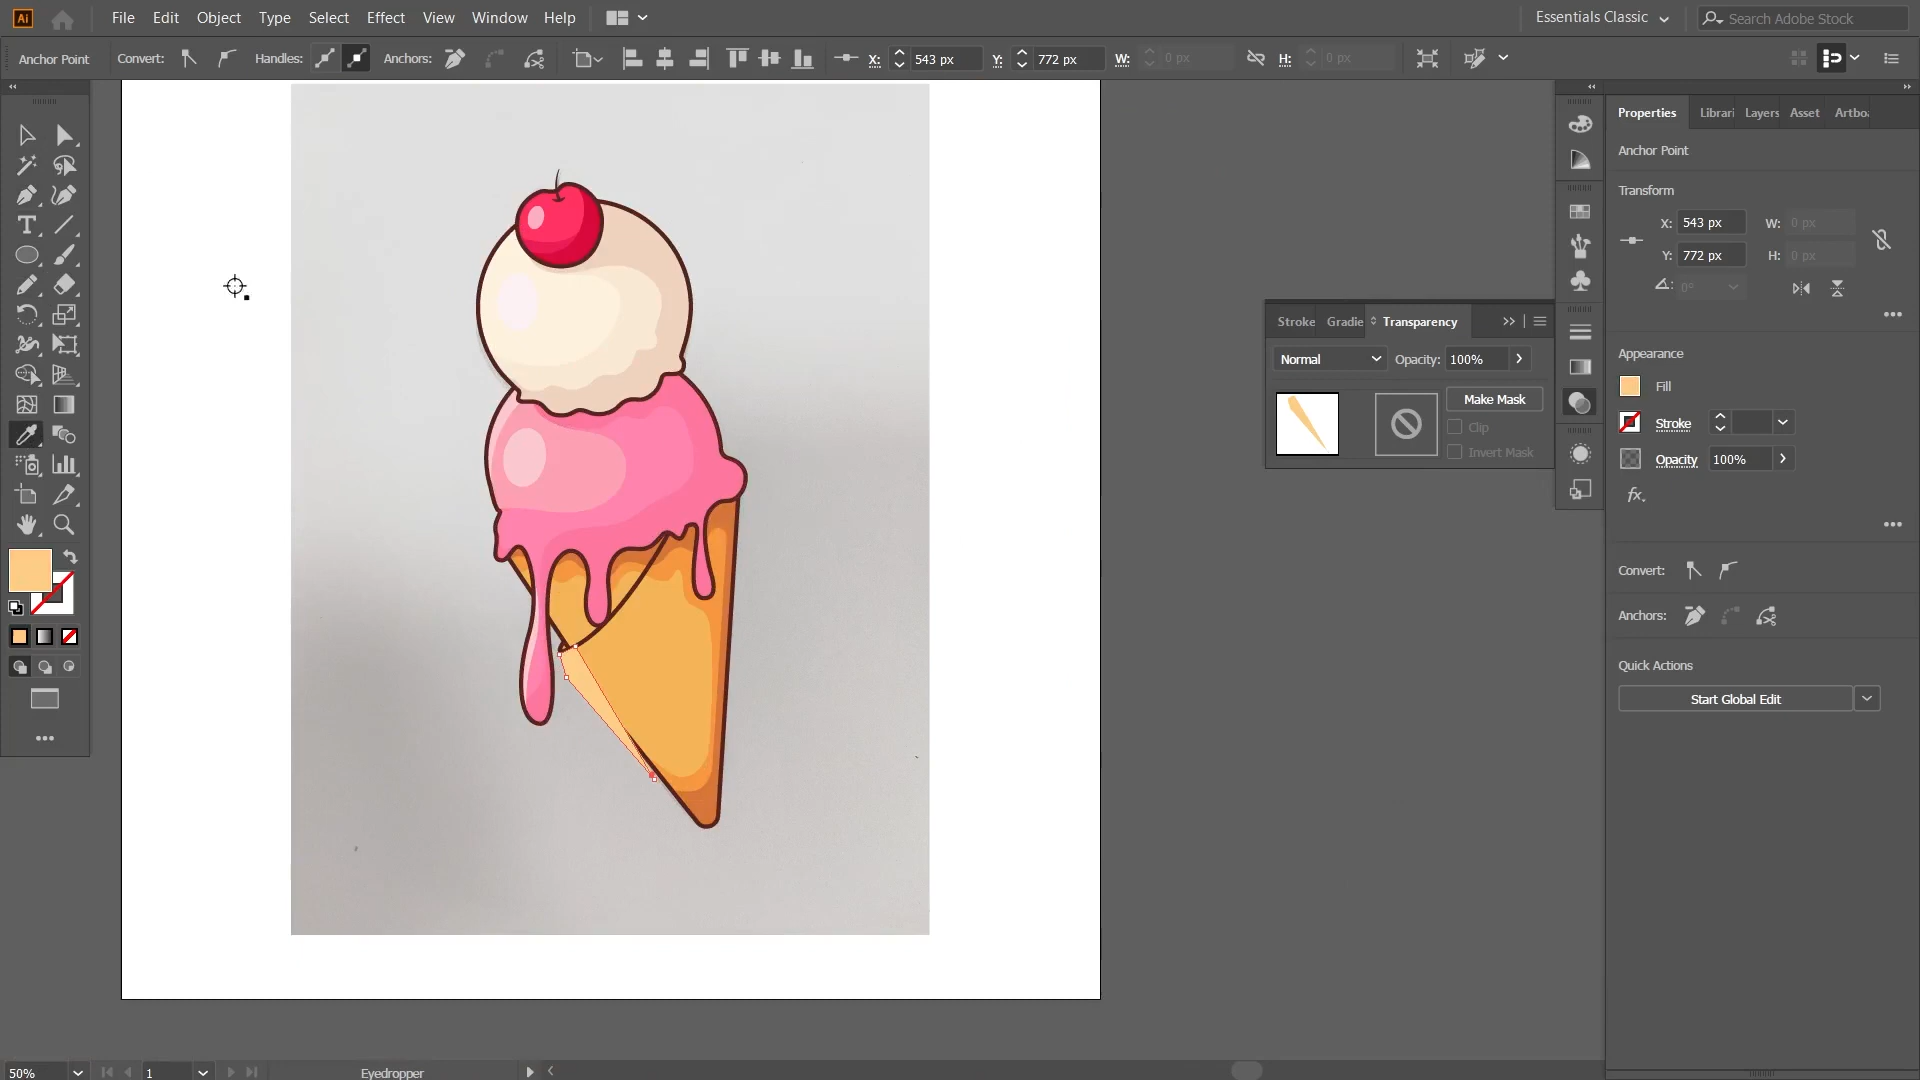 Ai File Edit Object Type Select Effect View Window Help Essentials Classic Search Adobe Stock
Anchor Point Convert: Handles: Anchors: X: 543 px Y: 772 px W: 0 px H: 0 px
Properties Librari Layers Asset Artbo
Anchor Point
Transform
X: 543 px W: 0 px
Y: 772 px H: 0 px
0°
Stroke Gradie Transparency
Normal Opacity: 100%
Make Mask
Clip
Invert Mask
Appearance
Fill
Stroke
Opacity 100%
fx.
Convert:
Anchors:
Quick Actions
Start Global Edit
T
50% 1 Eyedropper